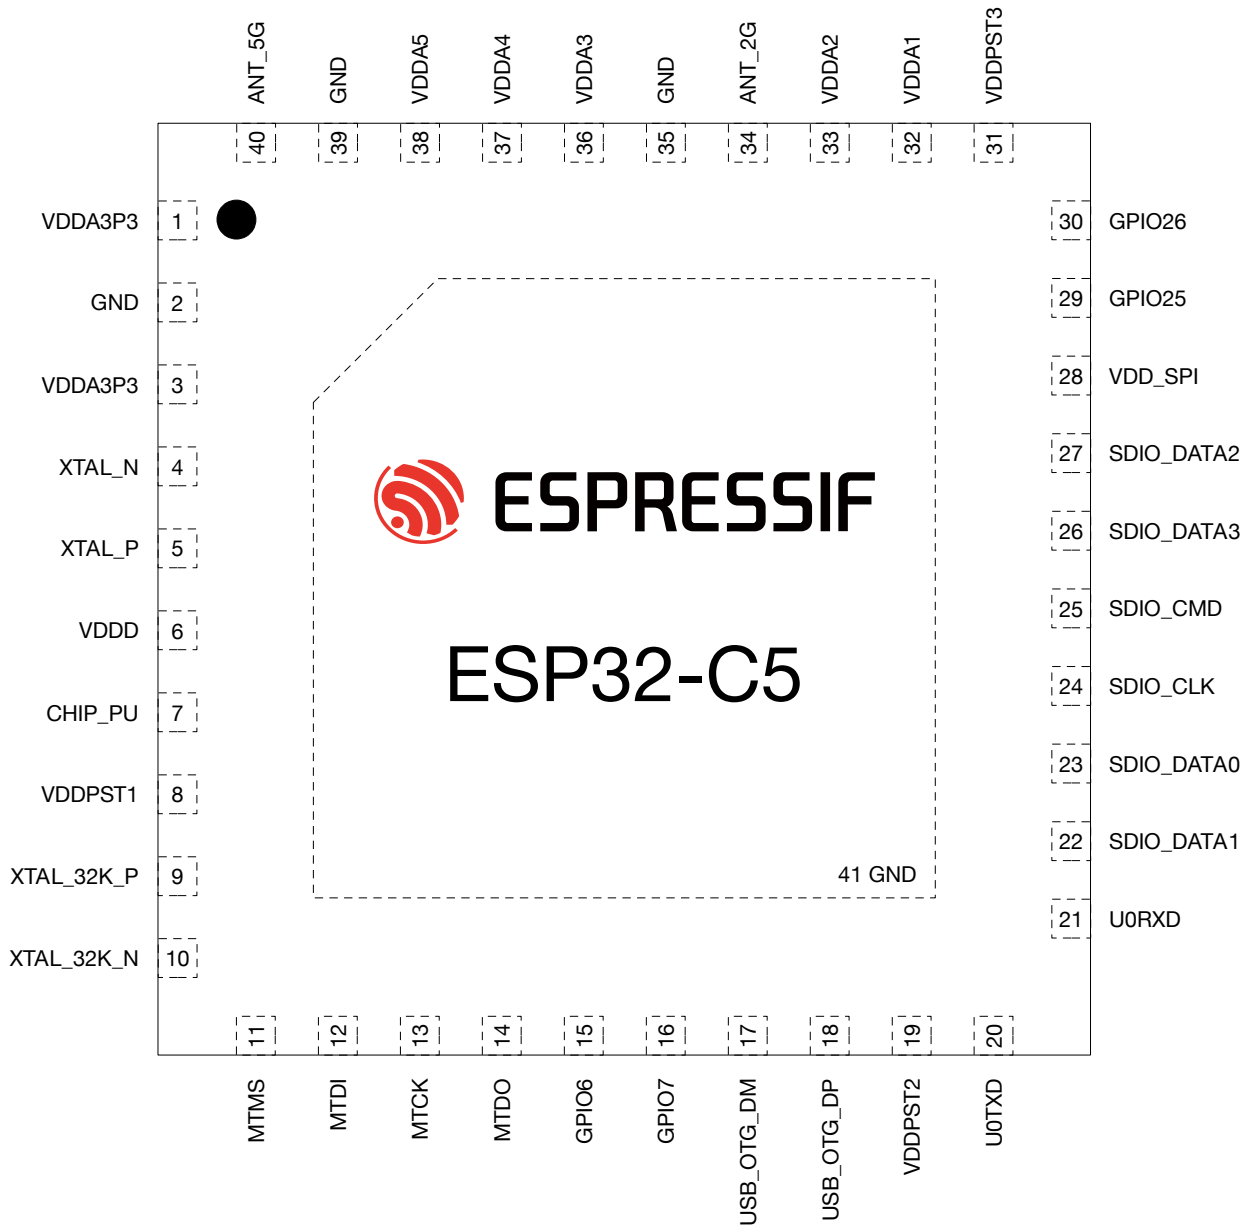 ANT_5G
GND
VDDA5
VDDA4
VDDA3
GND
ANT_2G
VDDA2
VDDA1
VDDPST3
40
39
38
37
36
35
34
33
32
31
VDDA3P3 1
GND 2
VDDA3P3 3
XTAL_N 4
XTAL_P 5
VDDD 6
CHIP_PU 7
VDDPST1 8
XTAL_32K_P 9
XTAL_32K_N 10
ESPRESSIF
ESP32-C5
41 GND
30 GPIO26
29 GPIO25
28 VDD_SPI
27 SDIO_DATA2
26 SDIO_DATA3
25 SDIO_CMD
24 SDIO_CLK
23 SDIO_DATA0
22 SDIO_DATA1
21 U0RXD
11
12
13
14
15
16
17
18
19
20
MTMS
MTDI
MTCK
MTDO
GPIO6
GPIO7
USB_OTG_DM
USB_OTG_DP
VDDPST2
U0TXD